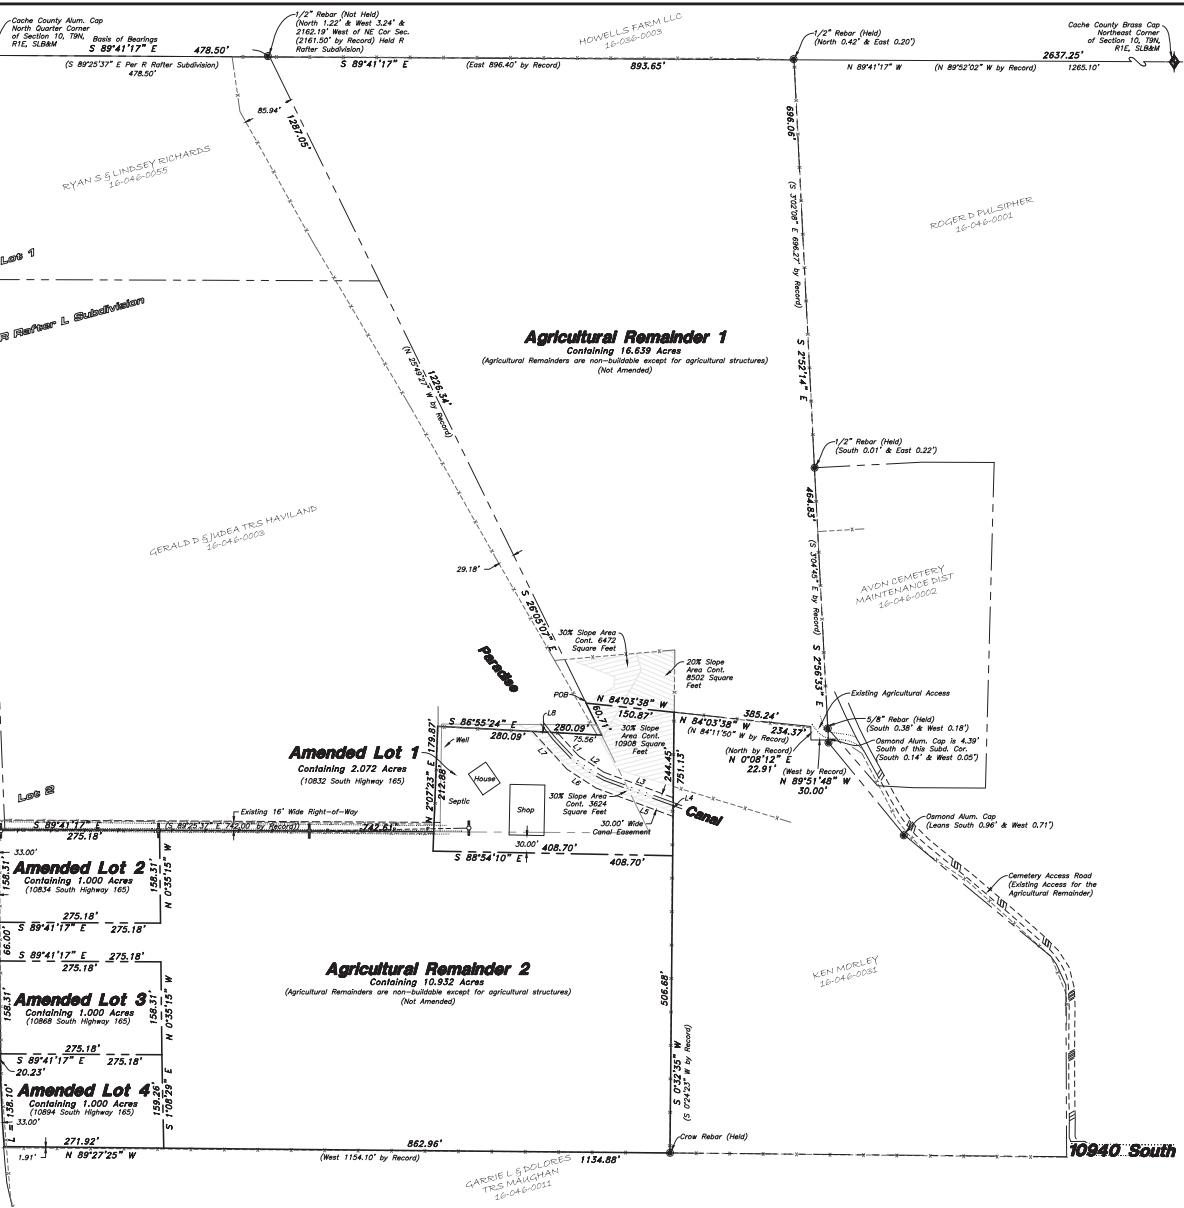 Cache County Alum. Cap
North Quarter Corner
of Section 10, T9N,
R1E, SLB&M
Basis of Bearings
S 89°41'17" E
478.50'
(S 89°25'37" E Per R Rafter Subdivision)
478.50'
1/2" Rebar (Not Held)
(North 1.22' & West 3.24' &
2162.19' West of NE Cor Sec.
(2161.50' by Record) Held R
Rafter Subdivision)
S 89°41'17" E
(East 896.40' by Record)
893.65'
HOWELLS FARM LLC
16-036-0003
1/2" Rebar (Held)
(North 0.42' & East 0.20')
N 89°41'17" W
(N 89°52'02" W by Record)
2637.25'
1265.10'
Cache County Brass Cap
Northeast Corner
of Section 10, T9N,
R1E, SLB&M
85.94'
1287.05'
696.06'
RYAN S & LINDSEY RICHARDS
16-046-0055
(S 3°02'08" E 696.27' by Record)
ROGER D PULSIPHER
16-046-0001
Lot 1
R Rafter L Subdivision
Agricultural Remainder 1
Containing 16.639 Acres
(Agricultural Remainders are non-buildable except for agricultural structures)
(Not Amended)
S 2°52'14" E
1226.34'
(N 25°49'27" W by Record)
1/2" Rebar (Held)
(South 0.01' & East 0.22')
464.83'
GERALD D & JUDEA TRS HAVILAND
16-046-0003
(S 3°04'45" E by Record)
S 2°56'33" E
AVON CEMETERY
MAINTENANCE DIST
16-046-0002
29.18'
S 26°05'07" E
30% Slope Area
Cont. 6472
Square Feet
20% Slope
Area Cont.
8502 Square
Feet
Paradise
POB
N 84°03'38" W
150.87'
385.24'
N 84°03'38" W
234.37'
(N 84°11'50" W by Record)
60.71'
30% Slope
Area Cont.
10908 Square
Feet
Existing Agricultural Access
5/8" Rebar (Held)
(South 0.38' & West 0.18')
Osmond Alum. Cap is 4.39'
South of this Subd. Cor.
(South 0.14' & West 0.05')
(North by Record)
N 0°08'12" E
22.91'
(West by Record)
N 89°51'48" W
30.00'
L8
S 86°55'24" E
280.09'
280.09'
75.56'
179.87'
N 2°07'23" E
212.88'
Well
House
Septic
Shop
L1
L2
L3
L4
L5
L6
L7
244.45'
751.13'
30% Slope Area
Cont. 3624
Square Feet
30.00' Wide
Canal Easement
Canal
Amended Lot 1
Containing 2.072 Acres
(10832 South Highway 165)
Lot 2
Existing 16' Wide Right-of-Way
S 89°41'17" E
275.18'
(S 89°25'37" E 742.00' by Record)
742.61'
30.00'
S 88°54'10" E
408.70'
408.70'
Osmond Alum. Cap
(Leans South 0.96' & West 0.71')
33.00'
158.31'
Amended Lot 2
Containing 1.000 Acres
(10834 South Highway 165)
158.31'
N 0°35'15" W
275.18'
S 89°41'17" E
275.18'
66.00'
S 89°41'17" E
275.18'
275.18'
Cemetery Access Road
(Existing Access for the
Agricultural Remainder)
Agricultural Remainder 2
Containing 10.932 Acres
(Agricultural Remainders are non-buildable except for agricultural structures)
(Not Amended)
KEN MORLEY
16-046-0031
506.68'
158.31'
Amended Lot 3
Containing 1.000 Acres
(10868 South Highway 165)
158.31'
N 0°35'15" W
275.18'
S 89°41'17" E
275.18'
20.23'
S 0°32'35" W
(S 0°24'23" W by Record)
L = 138.10'
Amended Lot 4
Containing 1.000 Acres
(10894 South Highway 165)
159.26'
S 1°08'29" E
33.00'
Crow Rebar (Held)
271.92'
1.91'
N 89°27'25" W
862.96'
(West 1154.10' by Record)
1134.88'
GARRIE L & DOLORES
TRS MAUGHAN
16-046-0011
10940 South